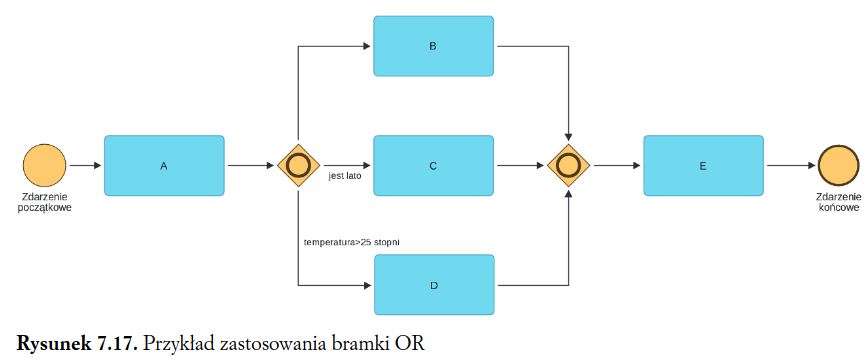 B
A
C
E
jest lato
Zdarzenie
początkowe
Zdarzenie
końcowe
temperatura>25 stopni
D
Rysunek 7.17. Przykład zastosowania bramki OR